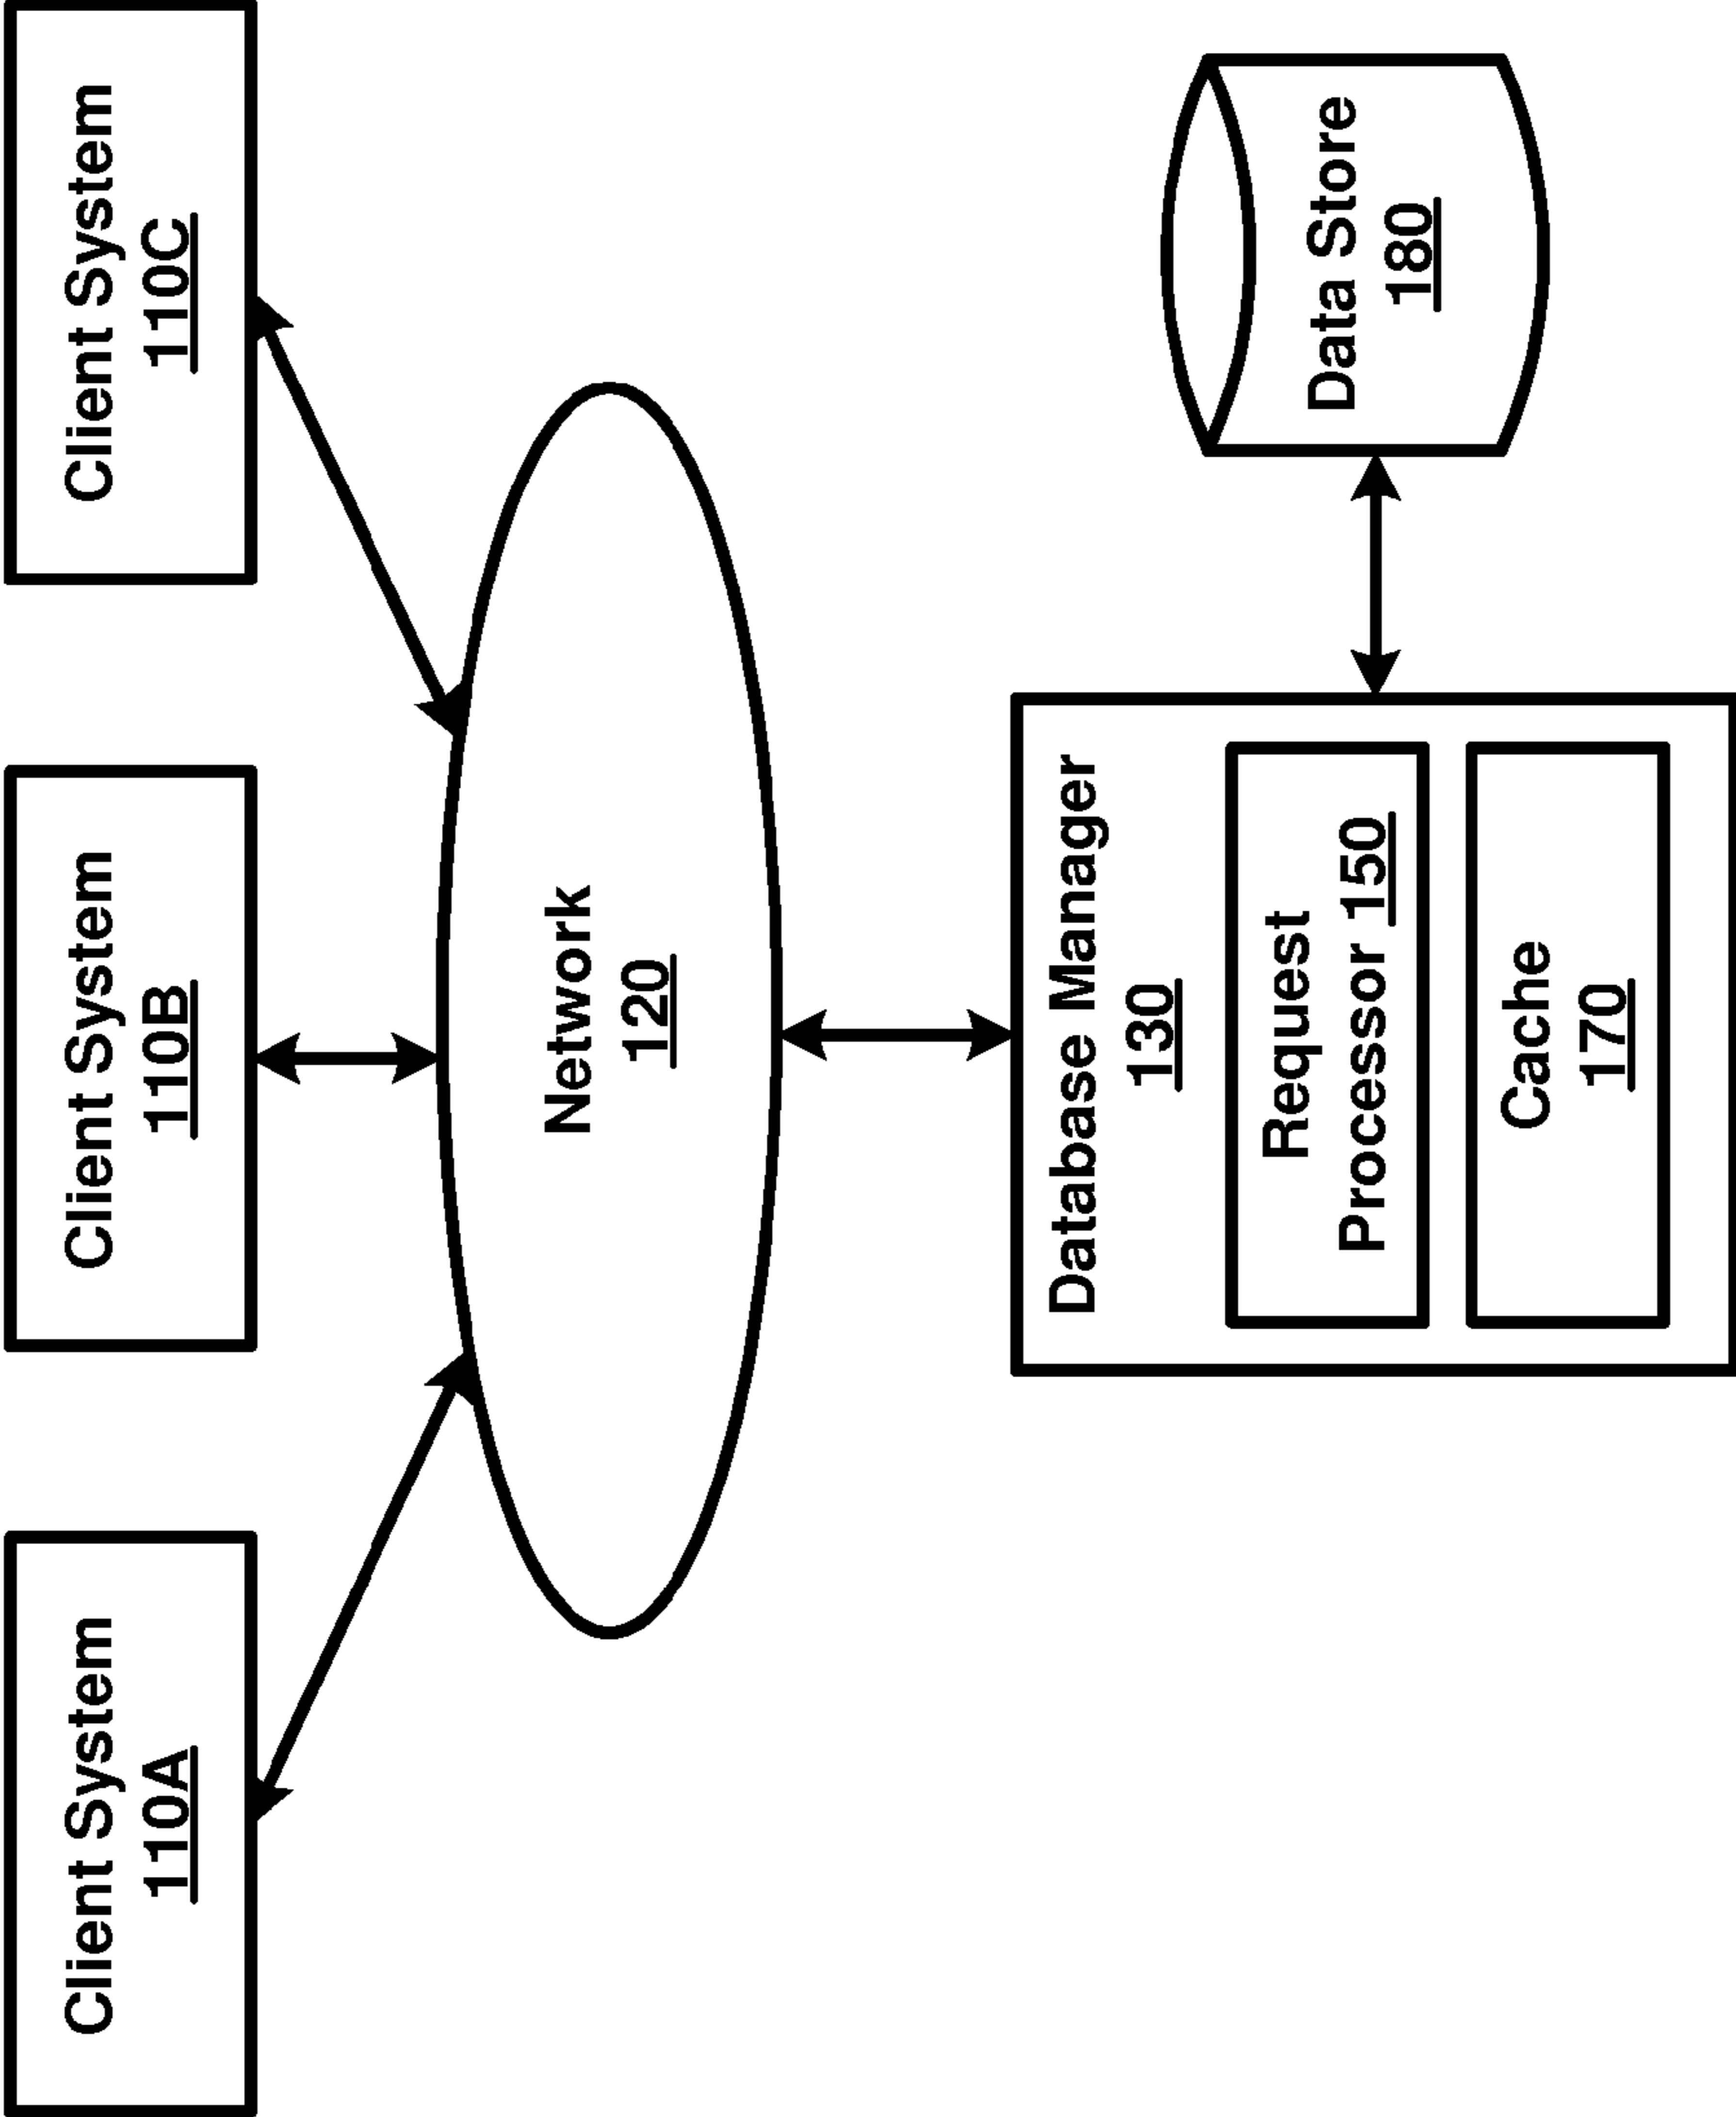 Client System
110A
Client System
110B
Client System
110C
Network
120
Database Manager
130
Request
Processor 150
Cache
170
Data Store
180